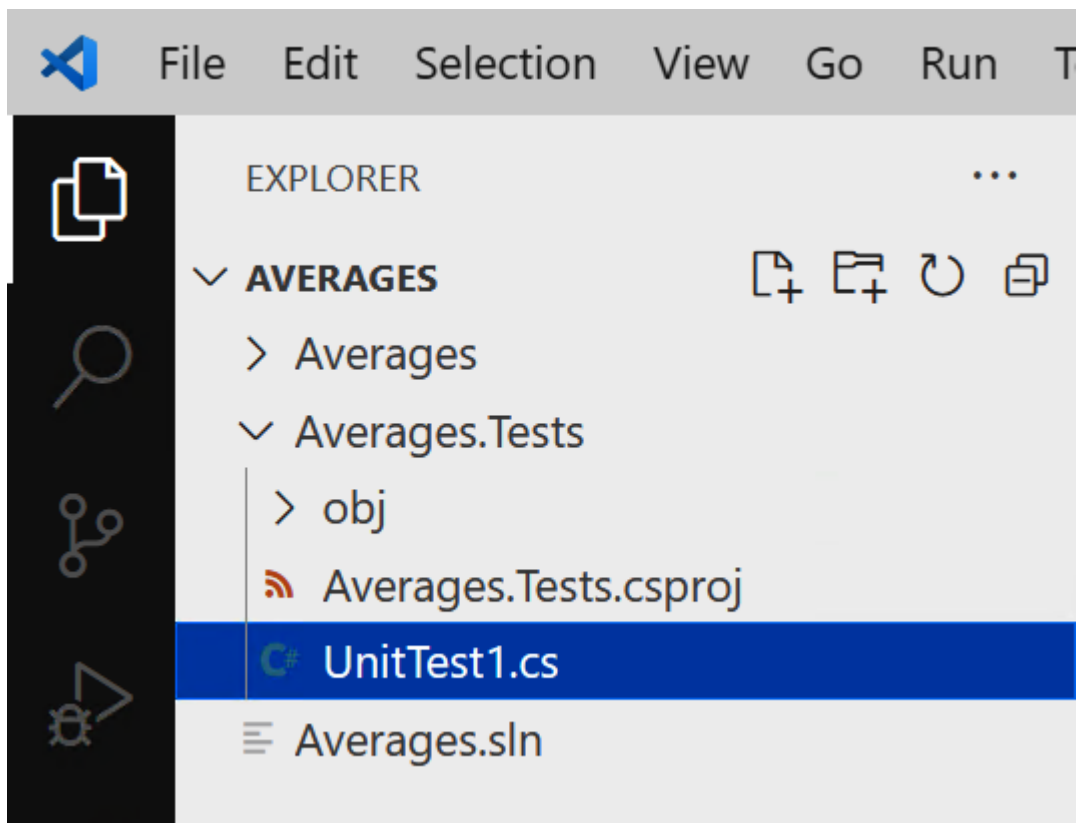 File Edit Selection View Go Run
EXPLORER
AVERAGES
Averages
Averages.Tests
obj
Averages.Tests.csproj
C# UnitTest1.cs
Averages.sln